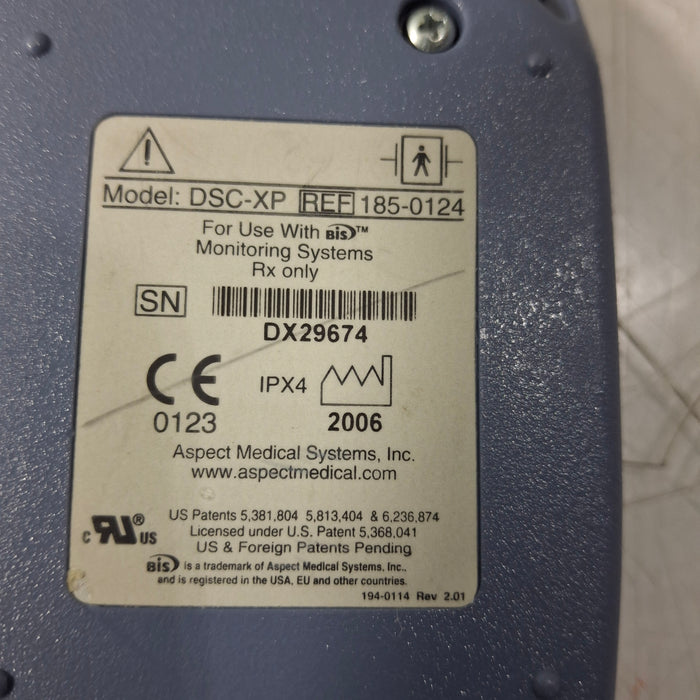 Model: DSC-XP REF 185-0124
For Use With BIS™
Monitoring Systems
Rx only
SN
DX29674
CE IPX4
0123 2006
Aspect Medical Systems, Inc.
www.aspectmedical.com
US Patents 5,381,804 5,813,404 & 6,236,874
Licensed under U.S. Patent 5,368,041
US & Foreign Patents Pending
c RU® US
BIS is a trademark of Aspect Medical Systems, Inc.,
and is registered in the USA, EU and other countries.
194-0114 Rev 2.01